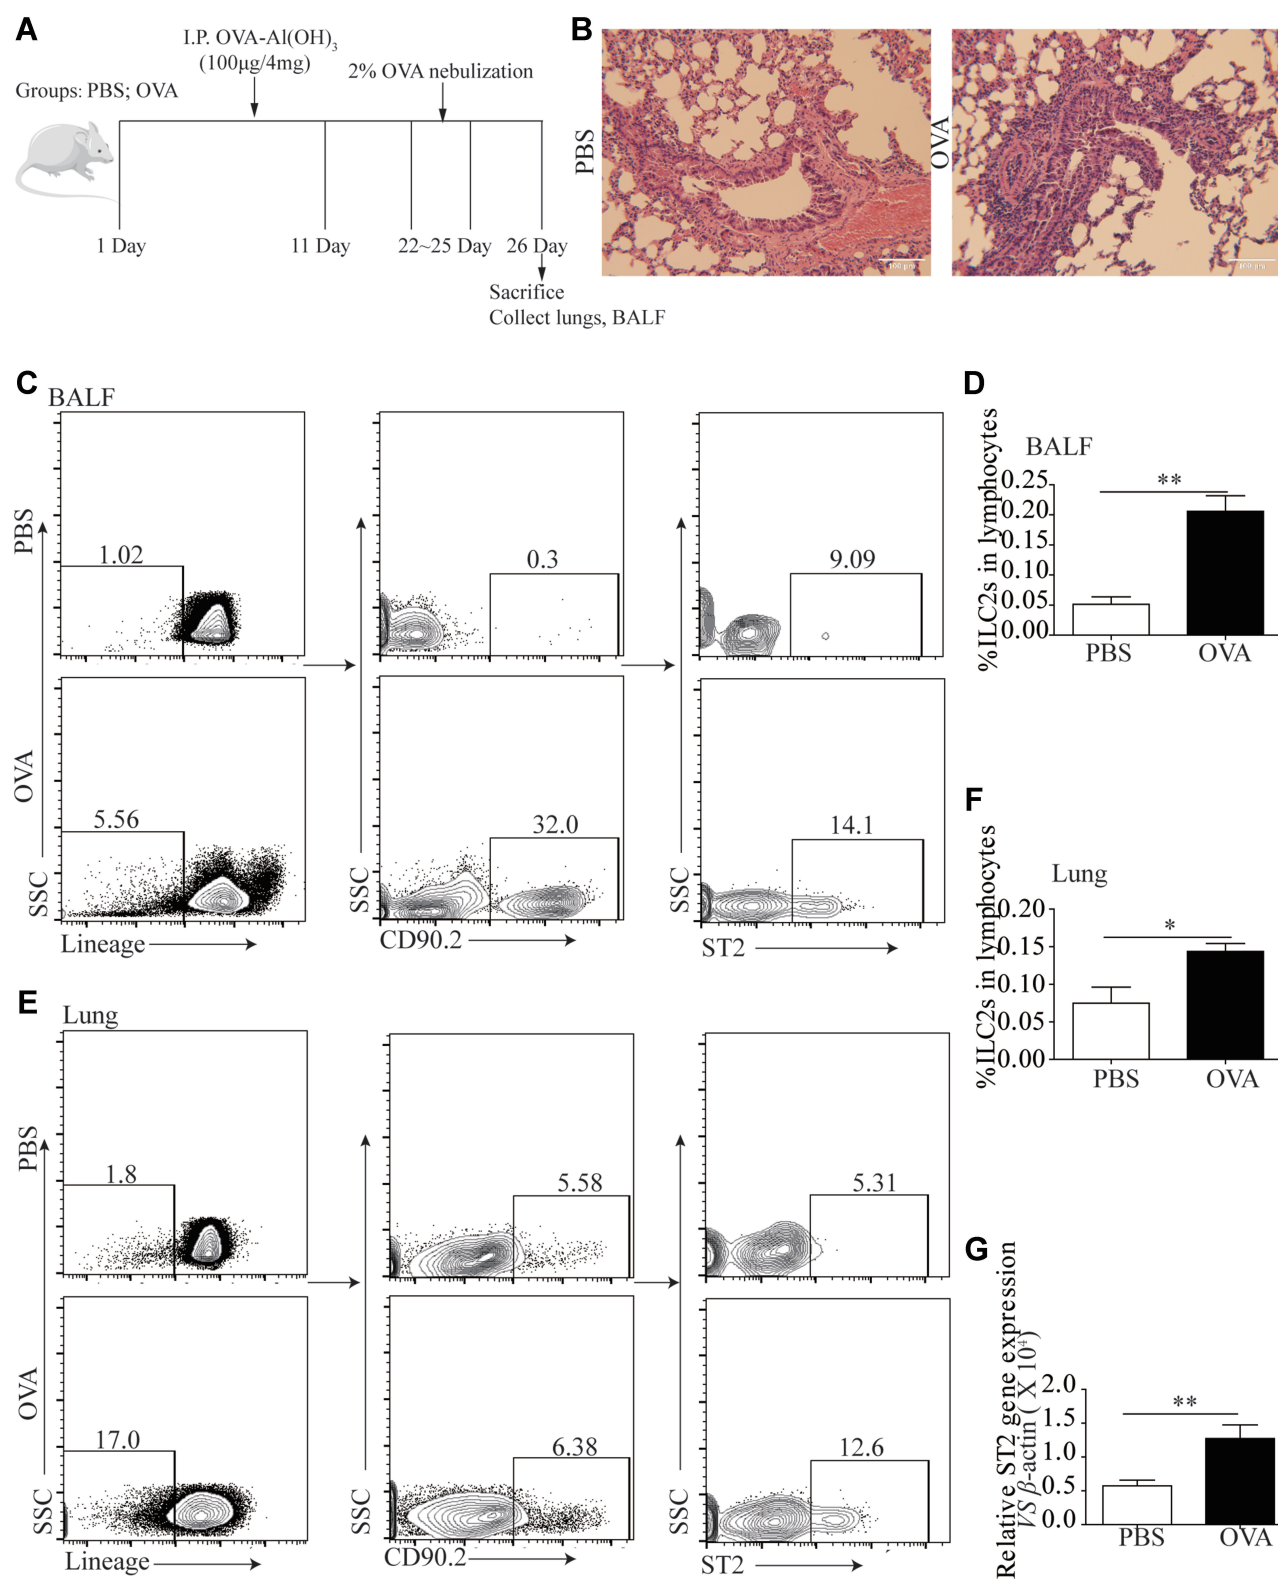 A
I.P. OVA-Al(OH)3
(100μg/4mg)
2% OVA nebulization
Groups: PBS; OVA
1 Day
11 Day
22~25 Day
26 Day
Sacrifice
Collect lungs, BALF
B
PBS
100 μm
OVA
100 μm
C
BALF
PBS
1.02
0.3
9.09
OVA
5.56
32.0
14.1
SSC
SSC
SSC
Lineage
CD90.2
ST2
D
BALF
%ILC2s in lymphocytes
**
0.25
0.20
0.15
0.10
0.05
0.00
PBS
OVA
E
Lung
PBS
1.8
5.58
5.31
OVA
17.0
6.38
12.6
SSC
SSC
SSC
Lineage
CD90.2
ST2
F
Lung
%ILC2s in lymphocytes
*
0.20
0.15
0.10
0.05
0.00
PBS
OVA
G
Relative ST2 gene expression
VS β-actin ( X 10⁴)
**
2.0
1.5
1.0
0.5
0.0
PBS
OVA